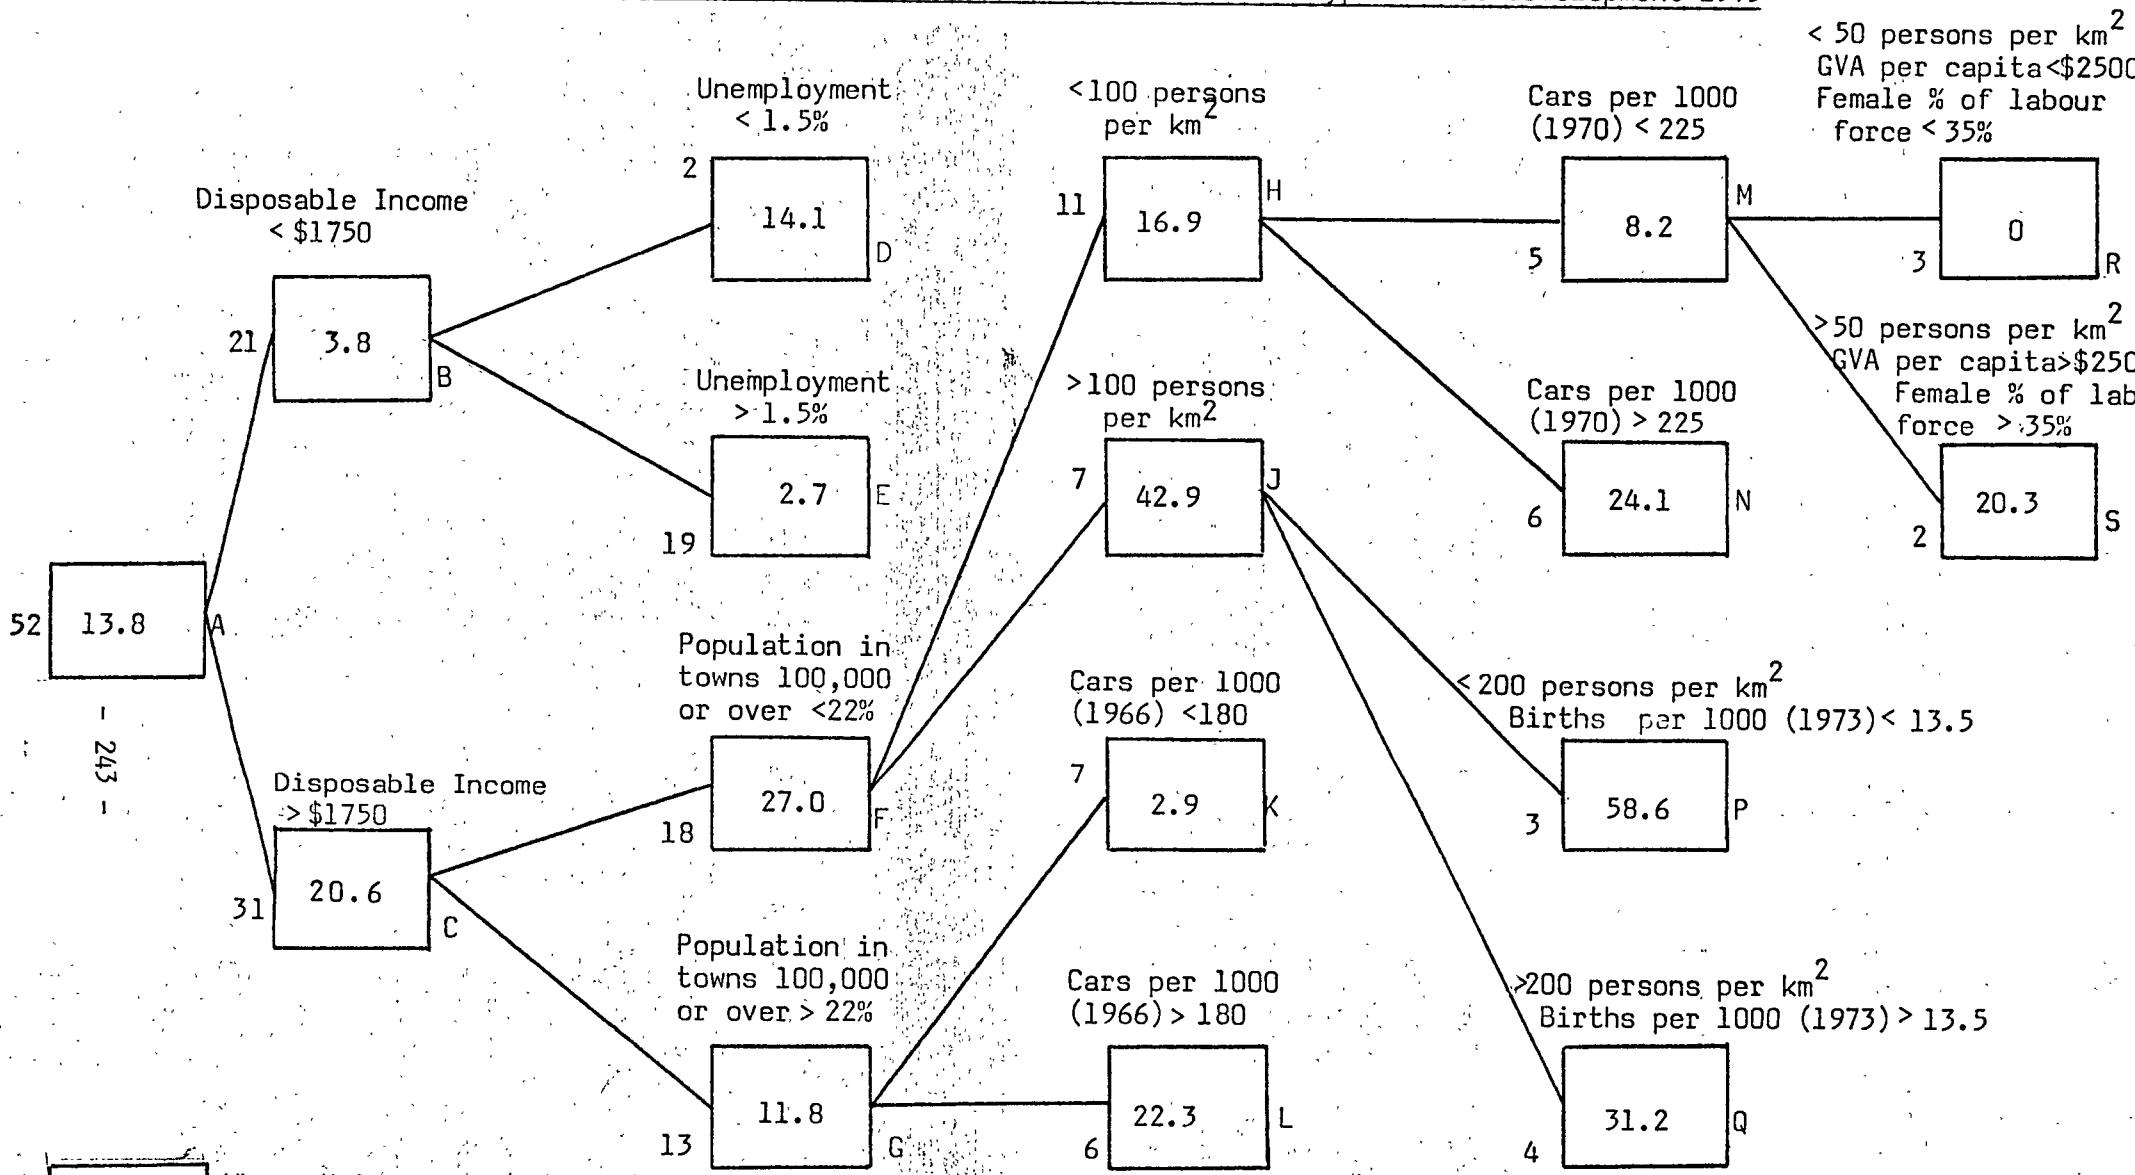 1975
< 50 persons per km2
GVA per capita<$2500
Female % of labour
force < 35%
Unemployment
< 1.5%
<100 persons
per km2
Cars per 1000
(1970) < 225
2
14.1
D
11
16.9
H
5
8.2
M
3
0
R
Disposable Income
< $1750
21
3.8
B
Unemployment
> 1.5%
19
2.7
E
>100 persons
per km2
7
42.9
J
Cars per 1000
(1970) > 225
6
24.1
N
>50 persons per km2
GVA per capita>$250
Female % of lab
force > 35%
2
20.3
S
52
13.8
A
- 243 -
Population in
towns 100,000
or over <22%
18
27.0
F
Cars per 1000
(1966) <180
7
2.9
K
<200 persons per km2
Births per 1000 (1973)< 13.5
3
58.6
P
Disposable Income
> $1750
31
20.6
C
Population in
towns 100,000
or over > 22%
13
11.8
G
Cars per 1000
(1966) > 180
6
22.3
L
>200 persons per km2
Births per 1000 (1973) > 13.5
4
31.2
Q